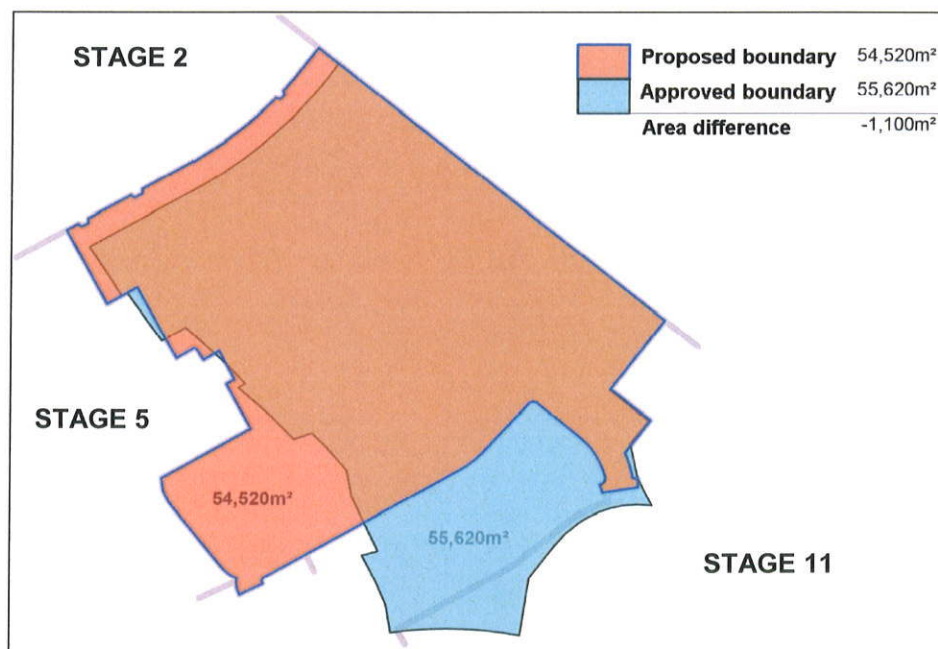 STAGE 2
Proposed boundary 54,520m²
Approved boundary 55,620m²
Area difference -1,100m²
STAGE 5
54,520m²
55,620m²
STAGE 11